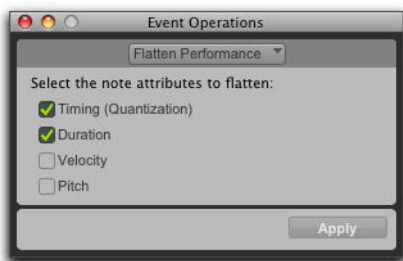 Event Operations
Flatten Performance
Select the note attributes to flatten:
Timing (Quantization)
Duration
Velocity
Pitch
Apply